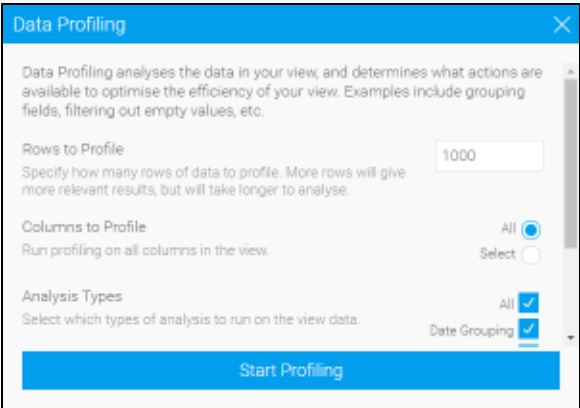 Data Profiling
Data Profiling analyses the data in your view, and determines what actions are
available to optimise the efficiency of your view. Examples include grouping
fields, filtering out empty values, etc.
Rows to Profile
1000
Specify how many rows of data to profile. More rows will give
more relevant results, but will take longer to analyse.
Columns to Profile
All
Run profiling on all columns in the view.
Select
Analysis Types
All
Select which types of analysis to run on the view data.
Date Grouping
Start Profiling